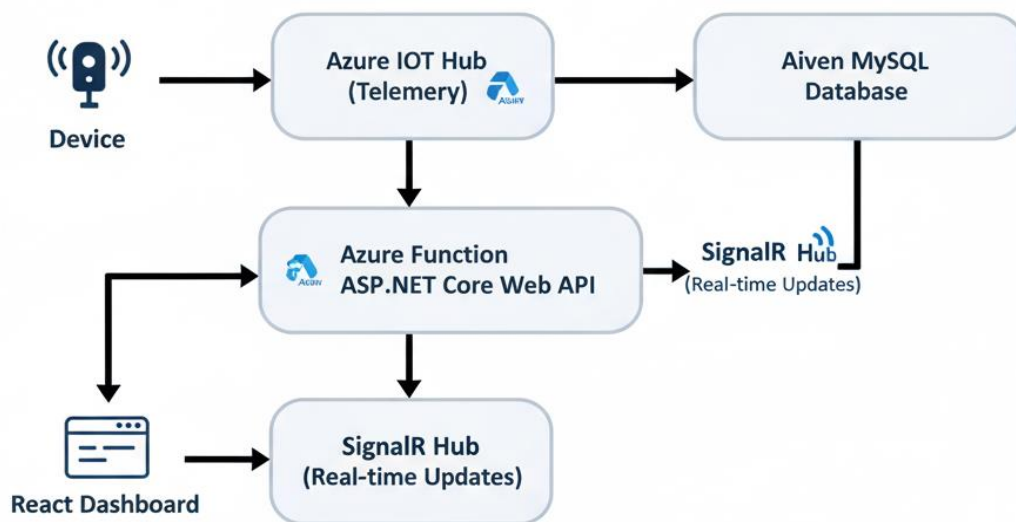 Device
Azure IOT Hub
(Telemery)
Aiven MySQL
Database
Azure Function
ASP.NET Core Web API
SignalR Hub
(Real-time Updates)
React Dashboard
SignalR Hub
(Real-time Updates)